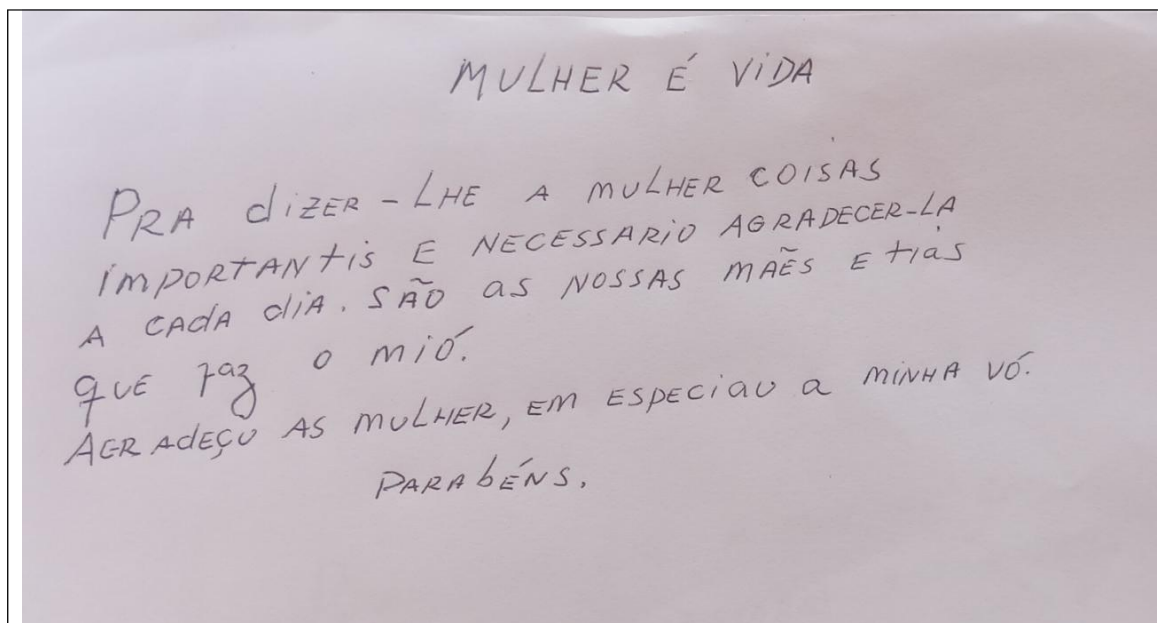 MULHER É ViDA
PRA diZER-LHE A MULHER COISAS
iMPORTANtis E NECESSARiO AGRADECER-LA
A CAdA diA. SÃO as NOSSAS MAẼS E tias
qUE faz o mió.
AGRAdEÇU AS MULHER, EM ESPECiau a MINHA VÓ.
PARAbÉNS.